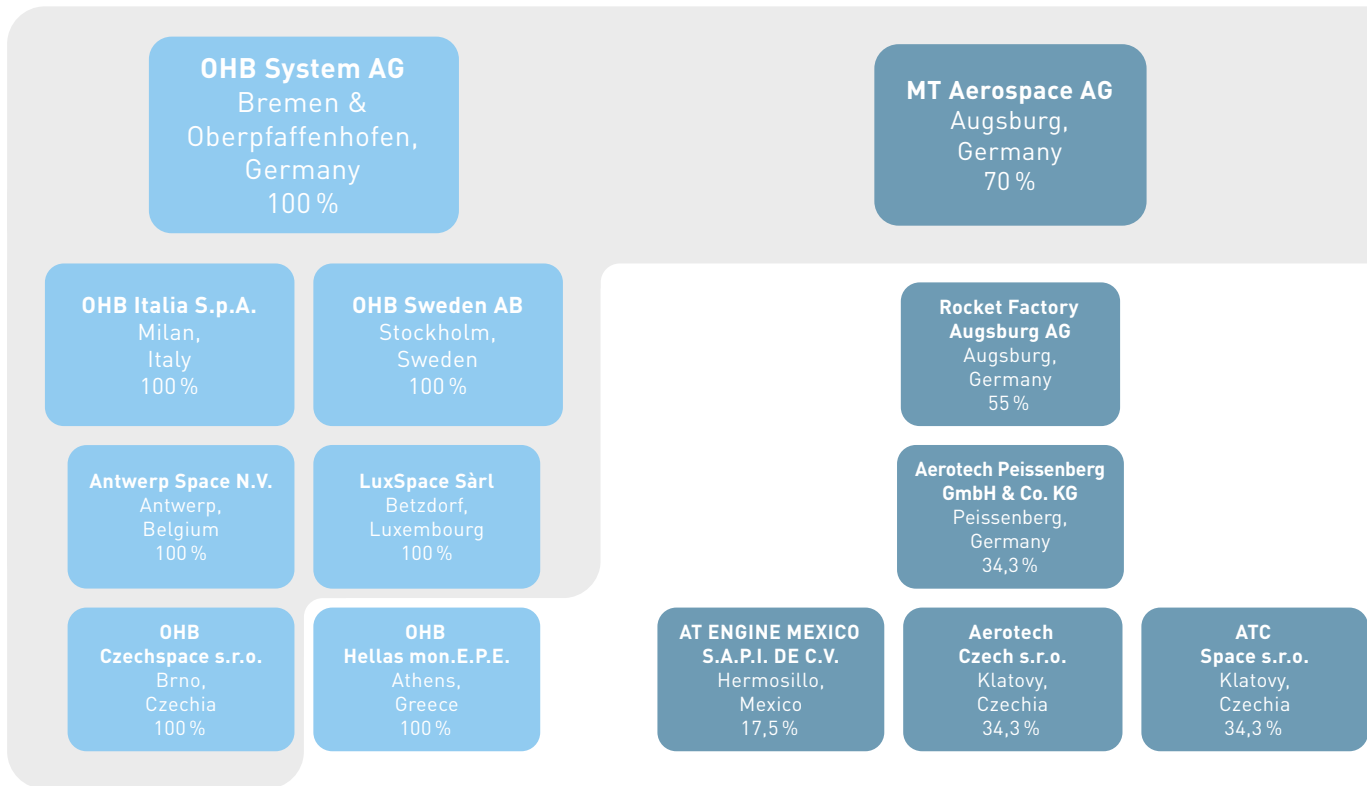 OHB System AG
Bremen &
Oberpfaffenhofen,
Germany
100 %
MT Aerospace AG
Augsburg,
Germany
70 %
OHB Italia S.p.A.
Milan,
Italy
100 %
OHB Sweden AB
Stockholm,
Sweden
100 %
Rocket Factory
Augsburg AG
Augsburg,
Germany
55 %
Antwerp Space N.V.
Antwerp,
Belgium
100 %
LuxSpace Sàrl
Betzdorf,
Luxembourg
100 %
Aerotech Peissenberg
GmbH & Co. KG
Peissenberg,
Germany
34,3 %
OHB
Czechspace s.r.o.
Brno,
Czechia
100 %
OHB
Hellas mon.E.P.E.
Athens,
Greece
100 %
AT ENGINE MEXICO
S.A.P.I. DE C.V.
Hermosillo,
Mexico
17,5 %
Aerotech
Czech s.r.o.
Klatovy,
Czechia
34,3 %
ATC
Space s.r.o.
Klatovy,
Czechia
34,3 %